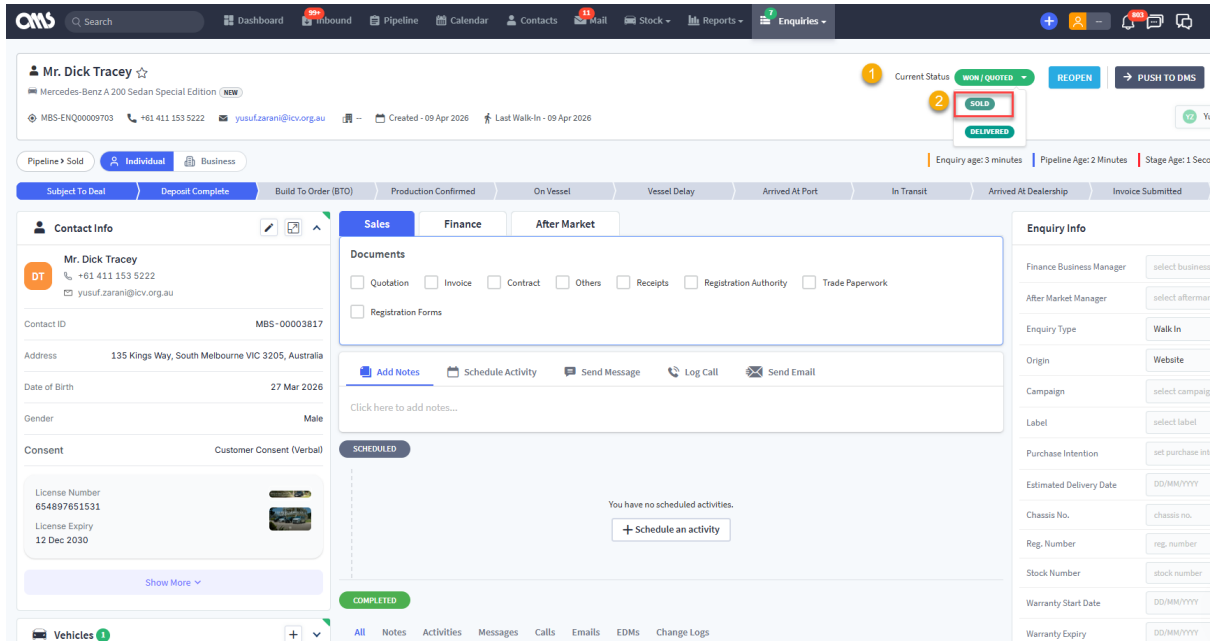 OMS
Search
Dashboard
99+
Inbound
Pipeline
Calendar
Contacts
11
Mail
Stock
Reports
7
Enquiries
--
803
Mr. Dick Tracey
Mercedes-Benz A 200 Sedan Special Edition NEW
MBS-ENQ00009703 +61 411 153 5222 yusuf.zarani@icv.org.au -- Created - 09 Apr 2026 Last Walk-In - 09 Apr 2026
1
Current Status WON / QUOTED
REOPEN
PUSH TO DMS
2
SOLD
DELIVERED
YZ
Pipeline > Sold
Individual
Business
Enquiry age: 3 minutes
Pipeline Age: 2 Minutes
Stage Age: 1
Subject To Deal
Deposit Complete
Build To Order (BTO)
Production Confirmed
On Vessel
Vessel Delay
Arrived At Port
In Transit
Arrived At Dealership
Invoice Submitted
Contact Info
DT
Mr. Dick Tracey
+61 411 153 5222
yusuf.zarani@icv.org.au
Contact ID MBS-00003817
Address 135 Kings Way, South Melbourne VIC 3205, Australia
Date of Birth 27 Mar 2026
Gender Male
Consent Customer Consent (Verbal)
License Number
654897651531
License Expiry
12 Dec 2030
Show More
Vehicles 1
Sales
Finance
After Market
Documents
Quotation Invoice Contract Others Receipts Registration Authority Trade Paperwork
Registration Forms
Add Notes
Schedule Activity
Send Message
Log Call
Send Email
Click here to add notes...
SCHEDULED
You have no scheduled activities.
+ Schedule an activity
COMPLETED
All Notes Activities Messages Calls Emails EDMs Change Logs
Enquiry Info
Finance Business Manager select business
After Market Manager select
Enquiry Type Walk In
Origin Website
Campaign select
Label select label
Purchase Intention set purchase
Estimated Delivery Date DD/MM/YYYY
Chassis No. chassis no.
Reg. Number reg. number
Stock Number stock number
Warranty Start Date DD/MM/YYYY
Warranty Expiry DD/MM/YYYY